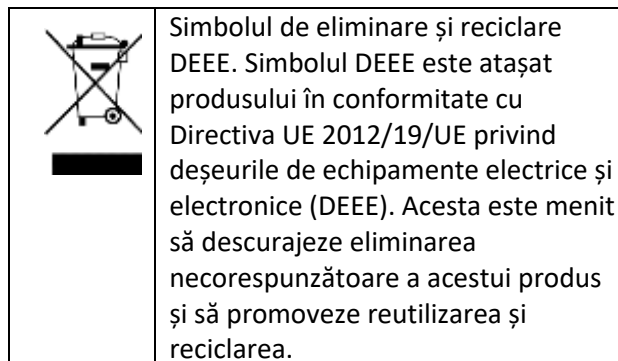 Simbolul de eliminare și reciclare
DEEE. Simbolul DEEE este atașat
produsului în conformitate cu
Directiva UE 2012/19/UE privind
deșeurile de echipamente electrice și
electronice (DEEE). Acesta este menit
să descurajeze eliminarea
necorespunzătoare a acestui produs
și să promoveze reutilizarea și
reciclarea.